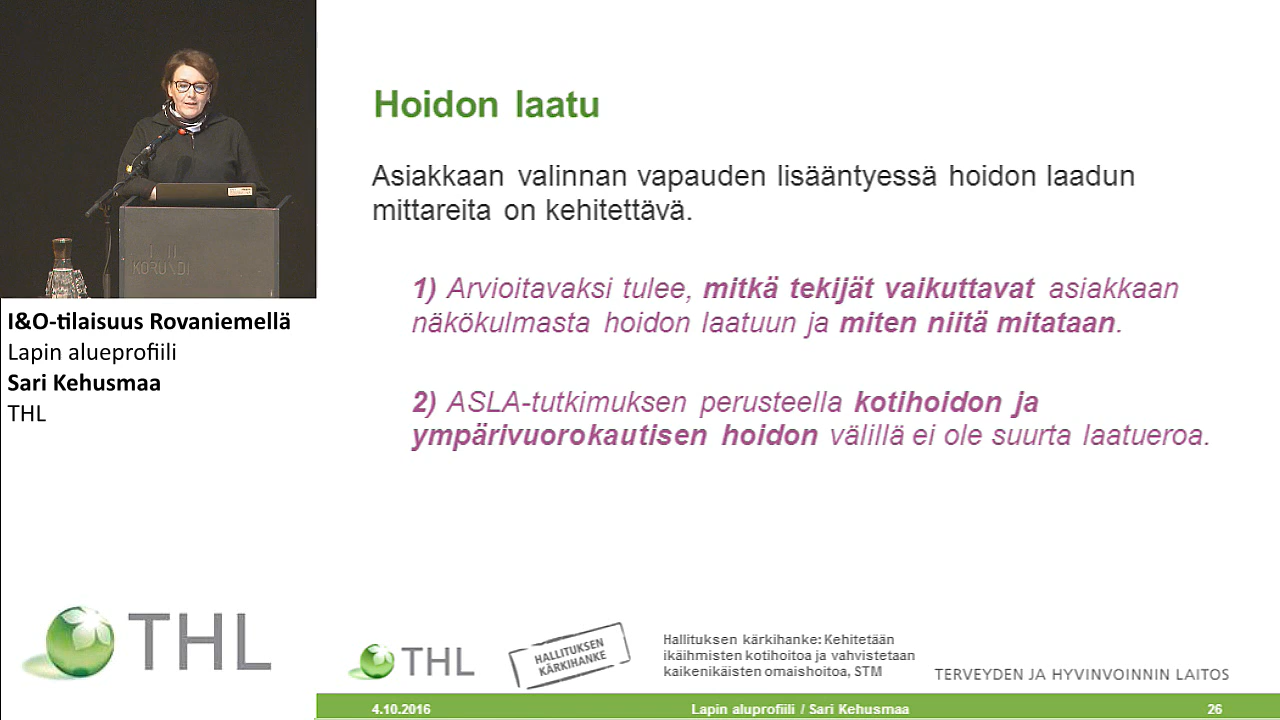 KORUNDI
I&O-tilaisuus Rovaniemellä
Lapin alueprofiili
Sari Kehusmaa
THL
THL
Hoidon laatu
Asiakkaan valinnan vapauden lisääntyessä hoidon laadun
mittareita on kehitettävä.
1) Arvioitavaksi tulee, mitkä tekijät vaikuttavat asiakkaan
näkökulmasta hoidon laatuun ja miten niitä mitataan.
2) ASLA-tutkimuksen perusteella kotihoidon ja
ympärivuorokautisen hoidon välillä ei ole suurta laatueroa.
THL
HALLITUKSEN
KÄRKIHANKE
Hallituksen kärkihanke: Kehitetään
ikäihmisten kotihoitoa ja vahvistetaan
kaikenikäisten omaishoitoa, STM
TERVEYDEN JA HYVINVOINNIN LAITOS
4.10.2016
Lapin aluprofiili / Sari Kehusmaa
26